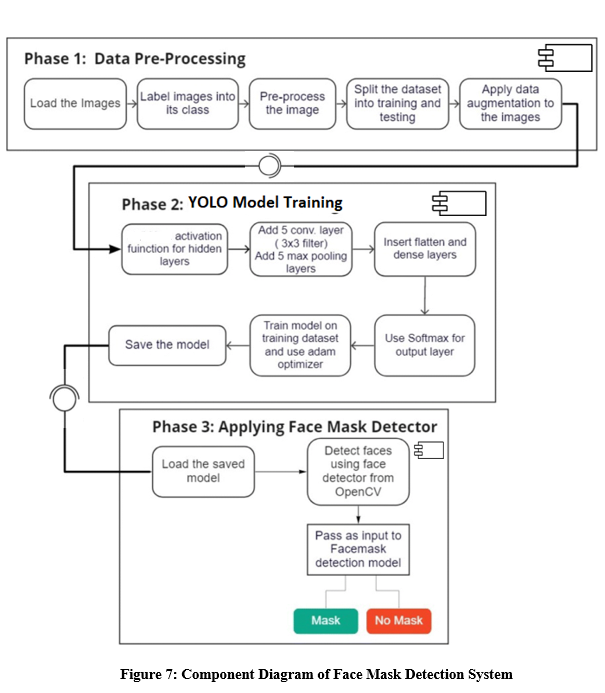 Phase 1: Data Pre-Processing
Load the Images
Label images into
its class
Pre-process
the image
Split the dataset
into training and
testing
Apply data
augmentation to
the images
Phase 2: YOLO Model Training
activation
fuinction for hidden
layers
Add 5 conv. layer
( 3x3 filter)
Add 5 max pooling
layers
Insert flatten and
dense layers
Save the model
Train model on
training dataset
and use adam
optimizer
Use Softmax for
output layer
Phase 3: Applying Face Mask Detector
Load the saved
model
Detect faces
using face
detector from
OpenCV
Pass as input to
Facemask
detection model
Mask
No Mask
Figure 7: Component Diagram of Face Mask Detection System